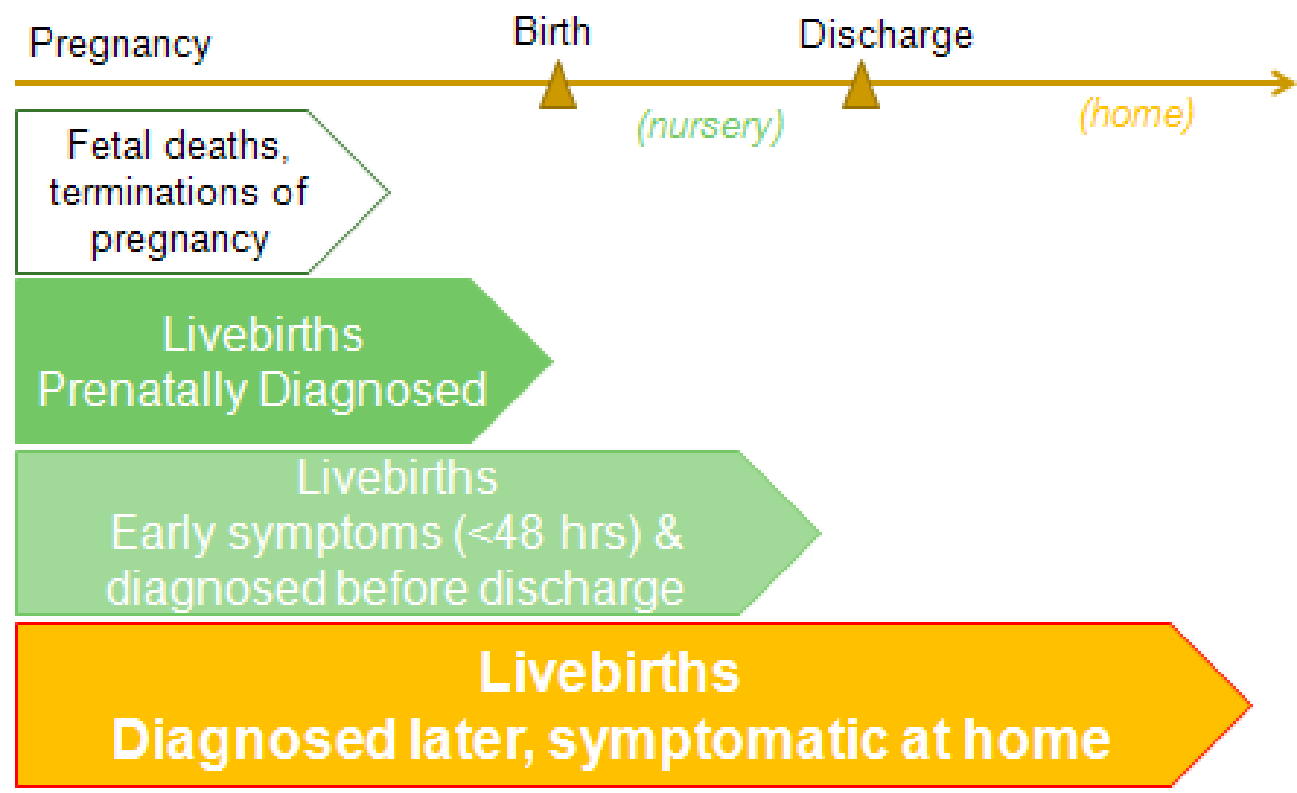 Pregnancy
Birth
Discharge
(nursery)
(home)
Fetal deaths,
terminations of
pregnancy
Livebirths
Prenatally Diagnosed
Livebirths
Early symptoms (<48 hrs) &
diagnosed before discharge
Livebirths
Diagnosed later, symptomatic at home